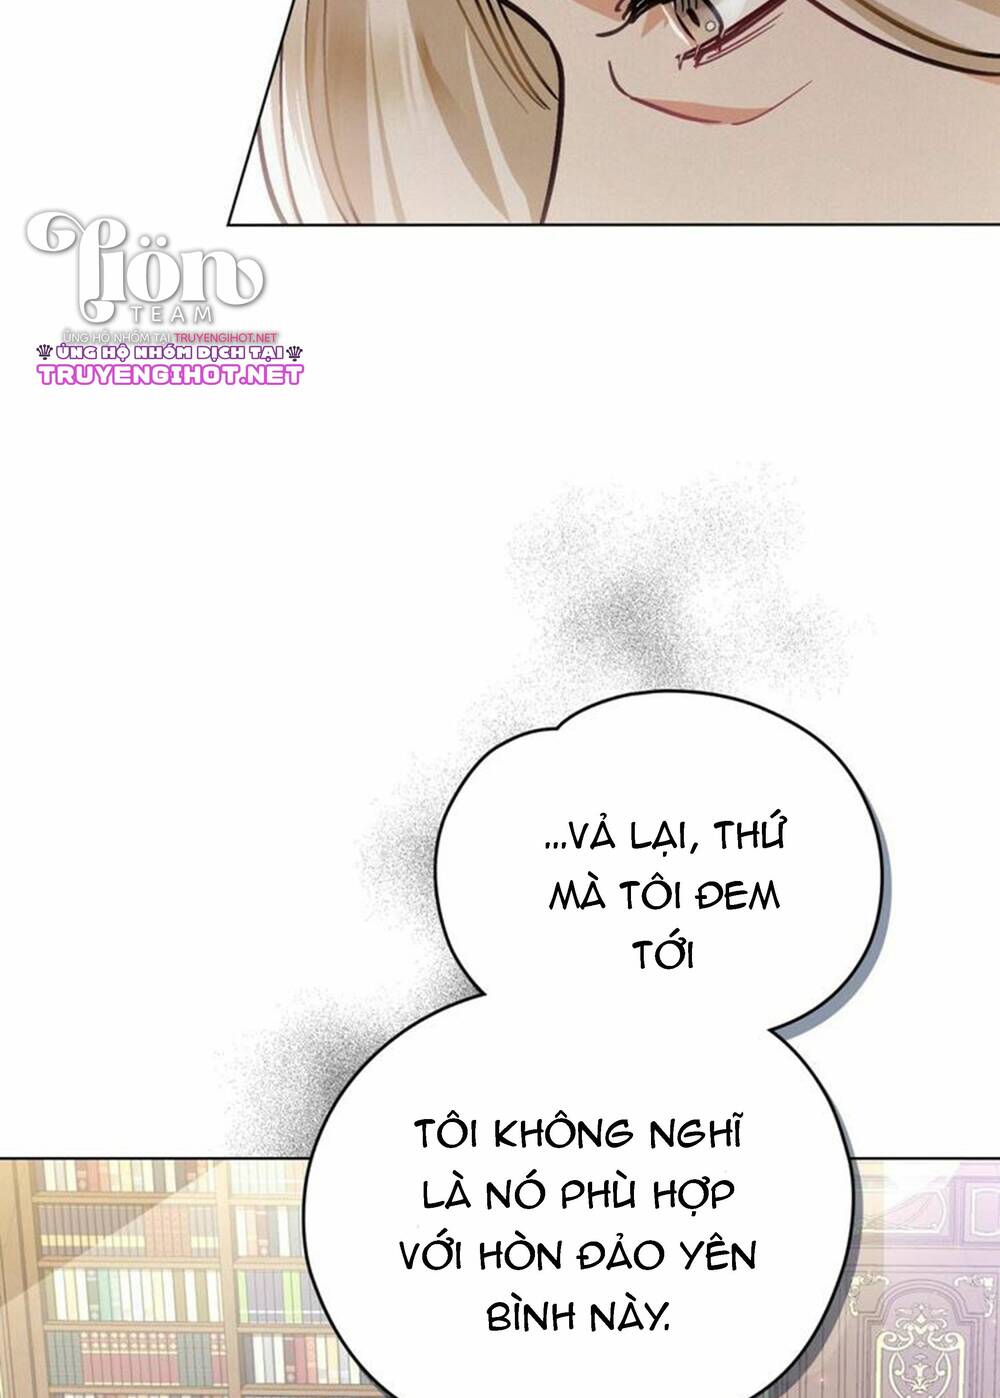 Lion
TEAM
ỦNG HỘ NHÓM TẠI TRUYENGIHOT.NET
ỦNG HỘ NHÓM DỊCH TẠI
TRUYENGIHOT.NET
...VẢ LẠI, THỨ
MÀ TÔI ĐEM
TỚI
TÔI KHÔNG NGHĨ
LÀ NÓ PHÙ HỢP
VỚI HÒN ĐẢO YÊN
BÌNH NÀY.